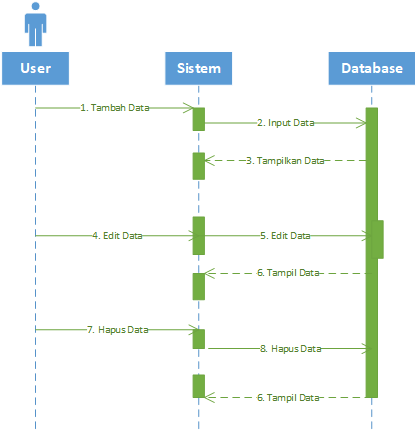 User
Sistem
Database
1. Tambah Data
2. Input Data
3. Tampilkan Data
4. Edit Data
5. Edit Data
6. Tampil Data
7. Hapus Data
8. Hapus Data
6. Tampil Data